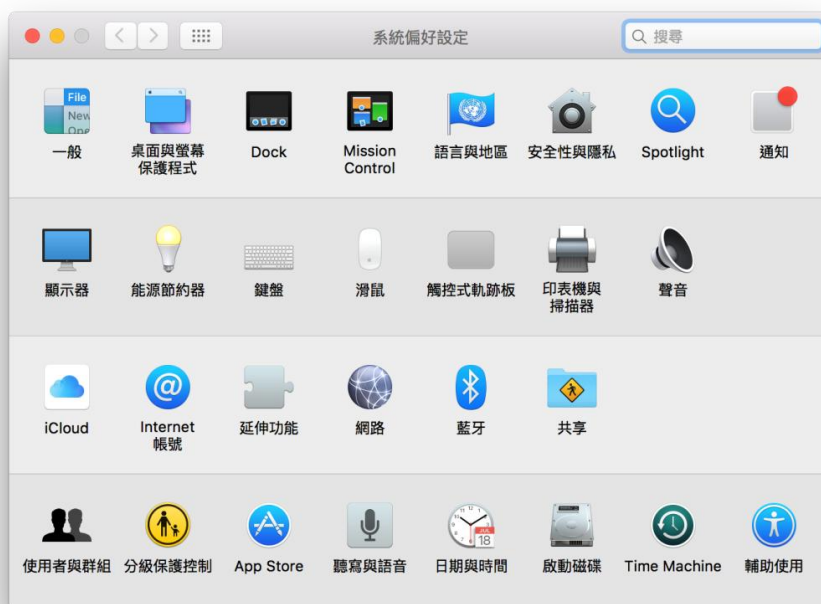 系統偏好設定
搜尋
File
New
Ope
一般
桌面與螢幕
保護程式
Dock
Mission
Control
語言與地區
安全性與隱私
Spotlight
通知
顯示器
能源節約器
鍵盤
滑鼠
觸控式軌跡板
印表機與
掃描器
聲音
iCloud
Internet
帳號
延伸功能
網路
藍牙
共享
JUL
18
使用者與群組
分級保護控制
App Store
聽寫與語音
日期與時間
啟動磁碟
Time Machine
輔助使用